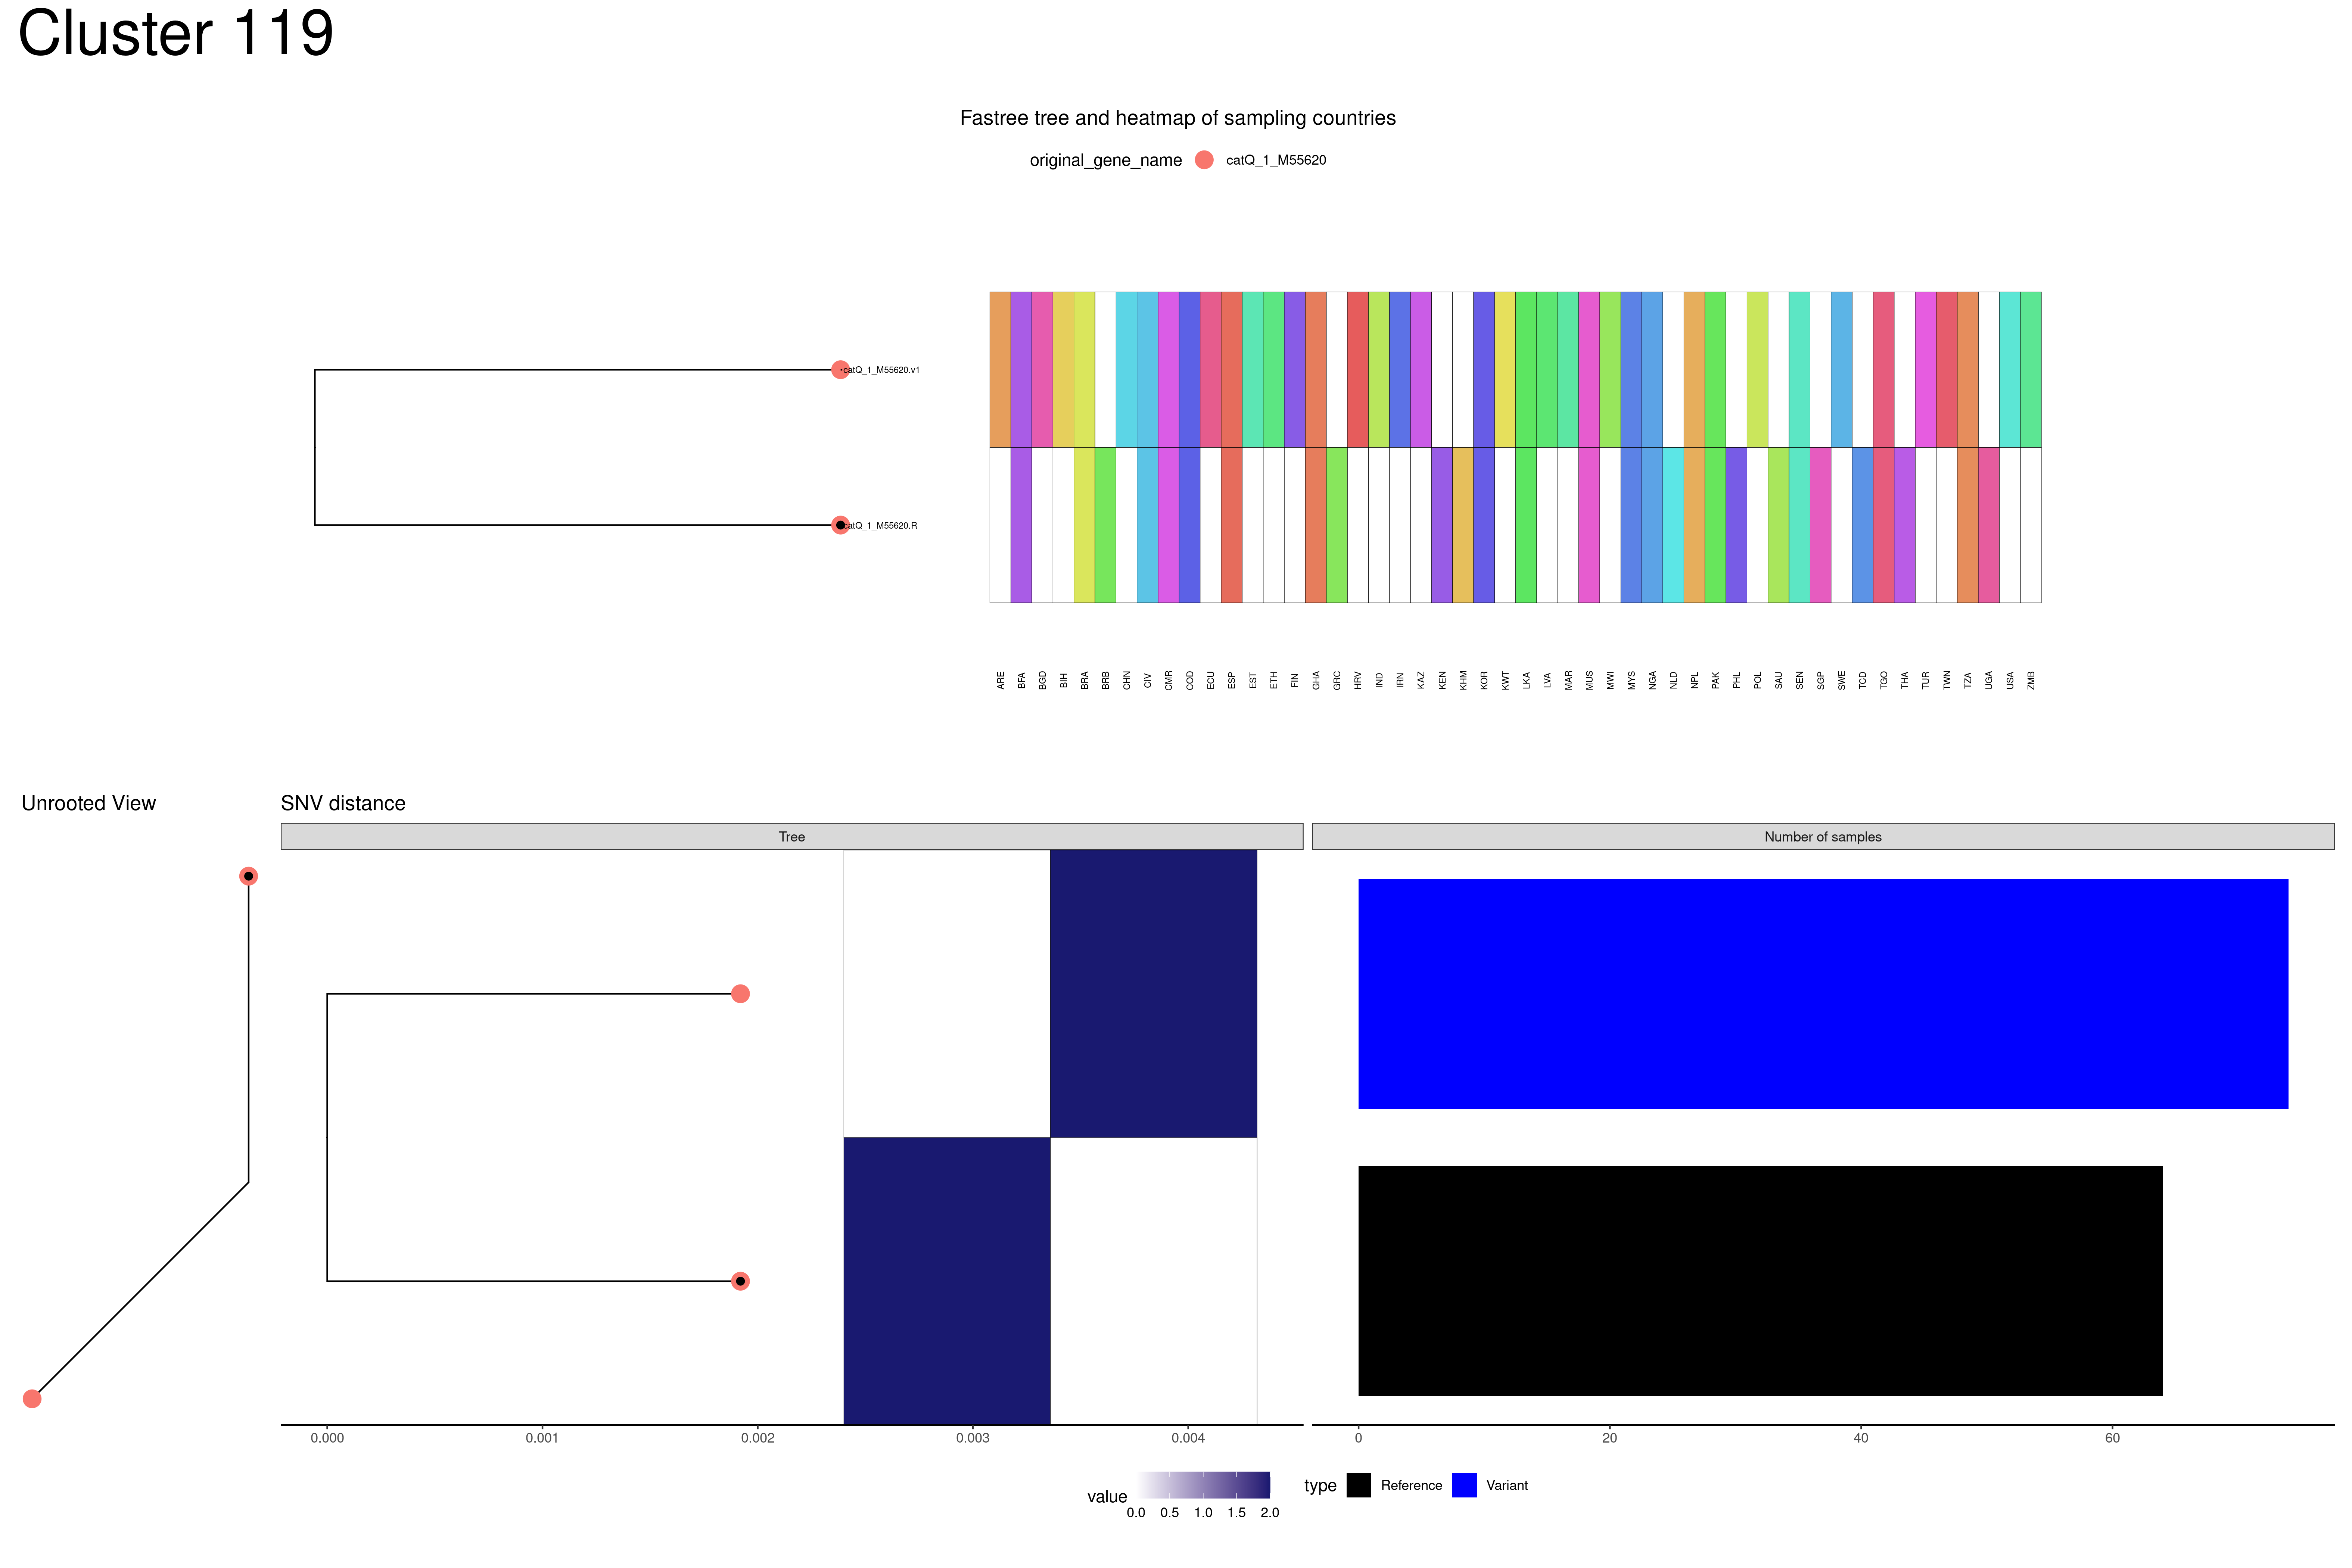 Cluster 119
Fastree tree and heatmap of sampling countries
original_gene_name catQ_1_M55620
catQ_1_M55620.v1
catQ_1_M55620.R
ARE BFA BGD BIH BRA BRB CHN CIV CMR COD ECU ESP EST ETH FIN GHA GRC HRV IND IRN KAZ KEN KHM KOR KWT LKA LVA MAR MUS MWI MYS NGA NLD NPL PAK PHL POL SAU SEN SGP SWE TCD TGO THA TUR TWN TZA UGA USA ZMB
Unrooted View SNV distance
Tree Number of samples
0.000 0.001 0.002 0.003 0.004 0 20 40 60
value 0.0 0.5 1.0 1.5 2.0 type Reference Variant